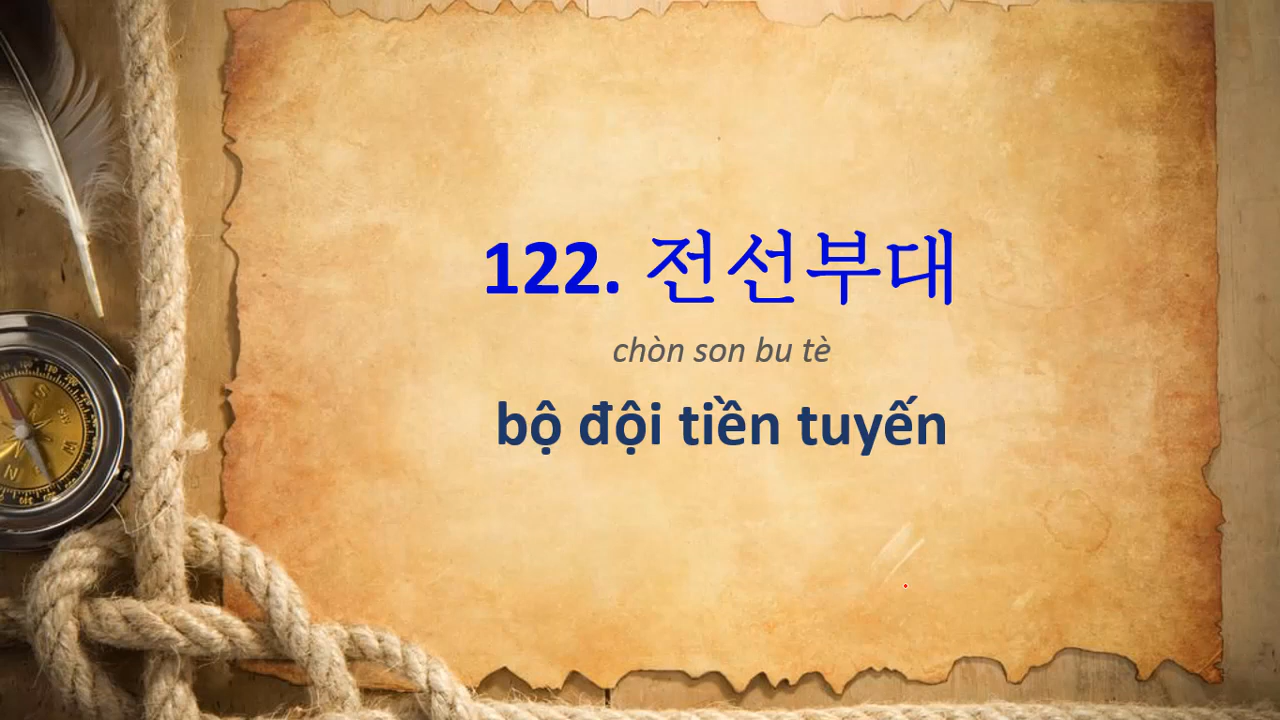 122. 전선부대
chòn son bu tè
bộ đội tiền tuyến